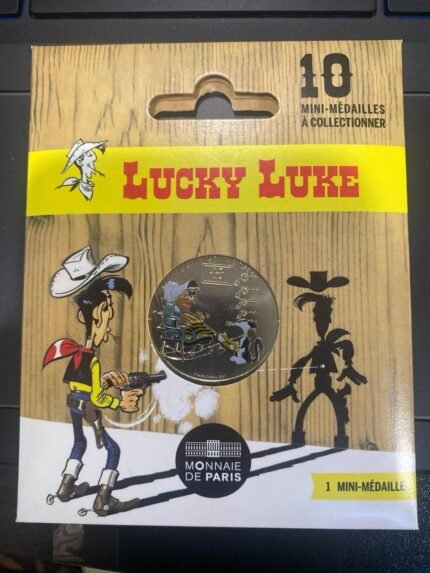 10
MINI-MÉDAILLES
À COLLECTIONNER
LUCKY LUKE
MONNAIE
DE PARIS
1 MINI-MÉDAILLE